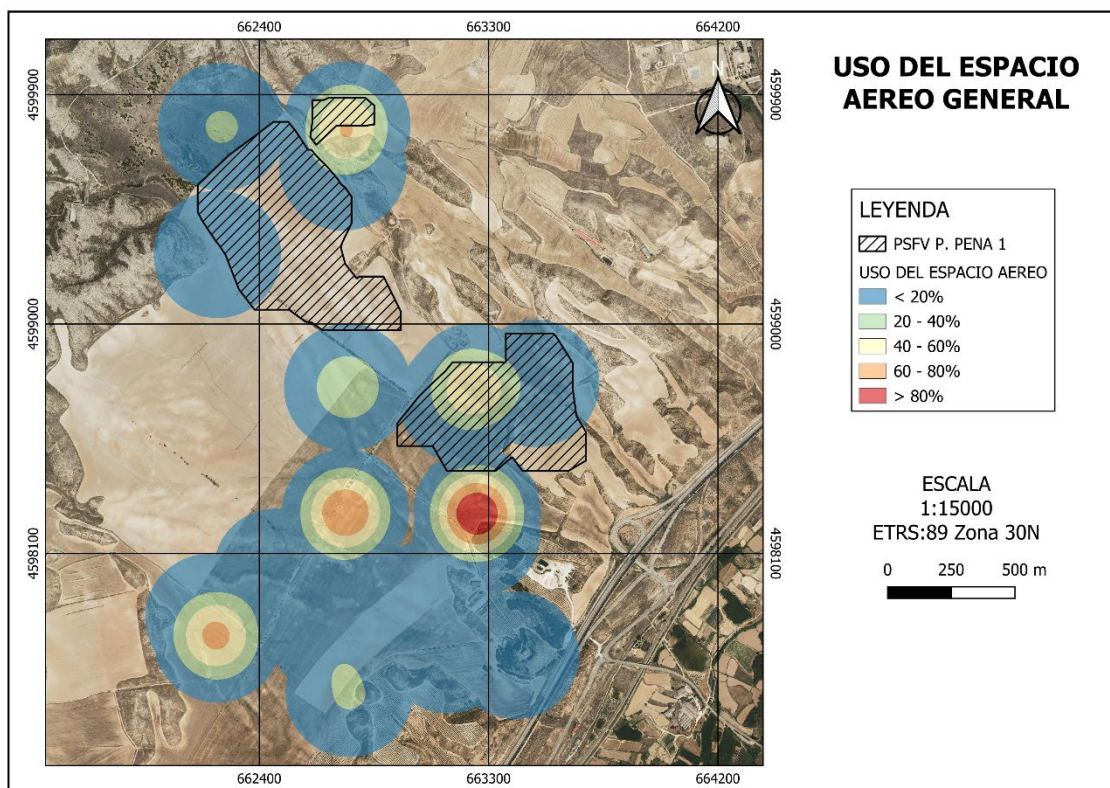 662400
663300
664200
USO DEL ESPACIO
AEREO GENERAL
4599900
4599900
N
LEYENDA
PSFV P. PENA 1
USO DEL ESPACIO AEREO
< 20%
20 - 40%
40 - 60%
60 - 80%
> 80%
4599000
4599000
ESCALA
1:15000
ETRS:89 Zona 30N
0 250 500 m
4598100
4598100
662400
663300
664200